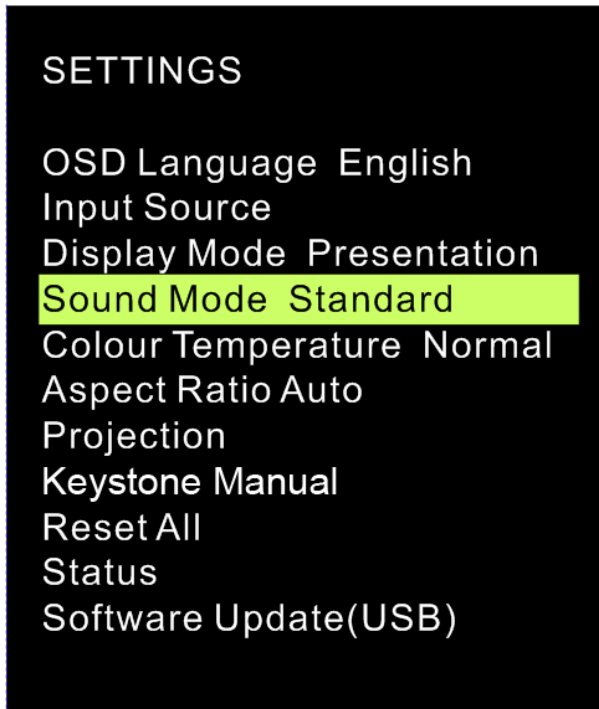 SETTINGS
OSD Language English
Input Source
Display Mode Presentation
Sound Mode Standard
Colour Temperature Normal
Aspect Ratio Auto
Projection
Keystone Manual
Reset All
Status
Software Update(USB)